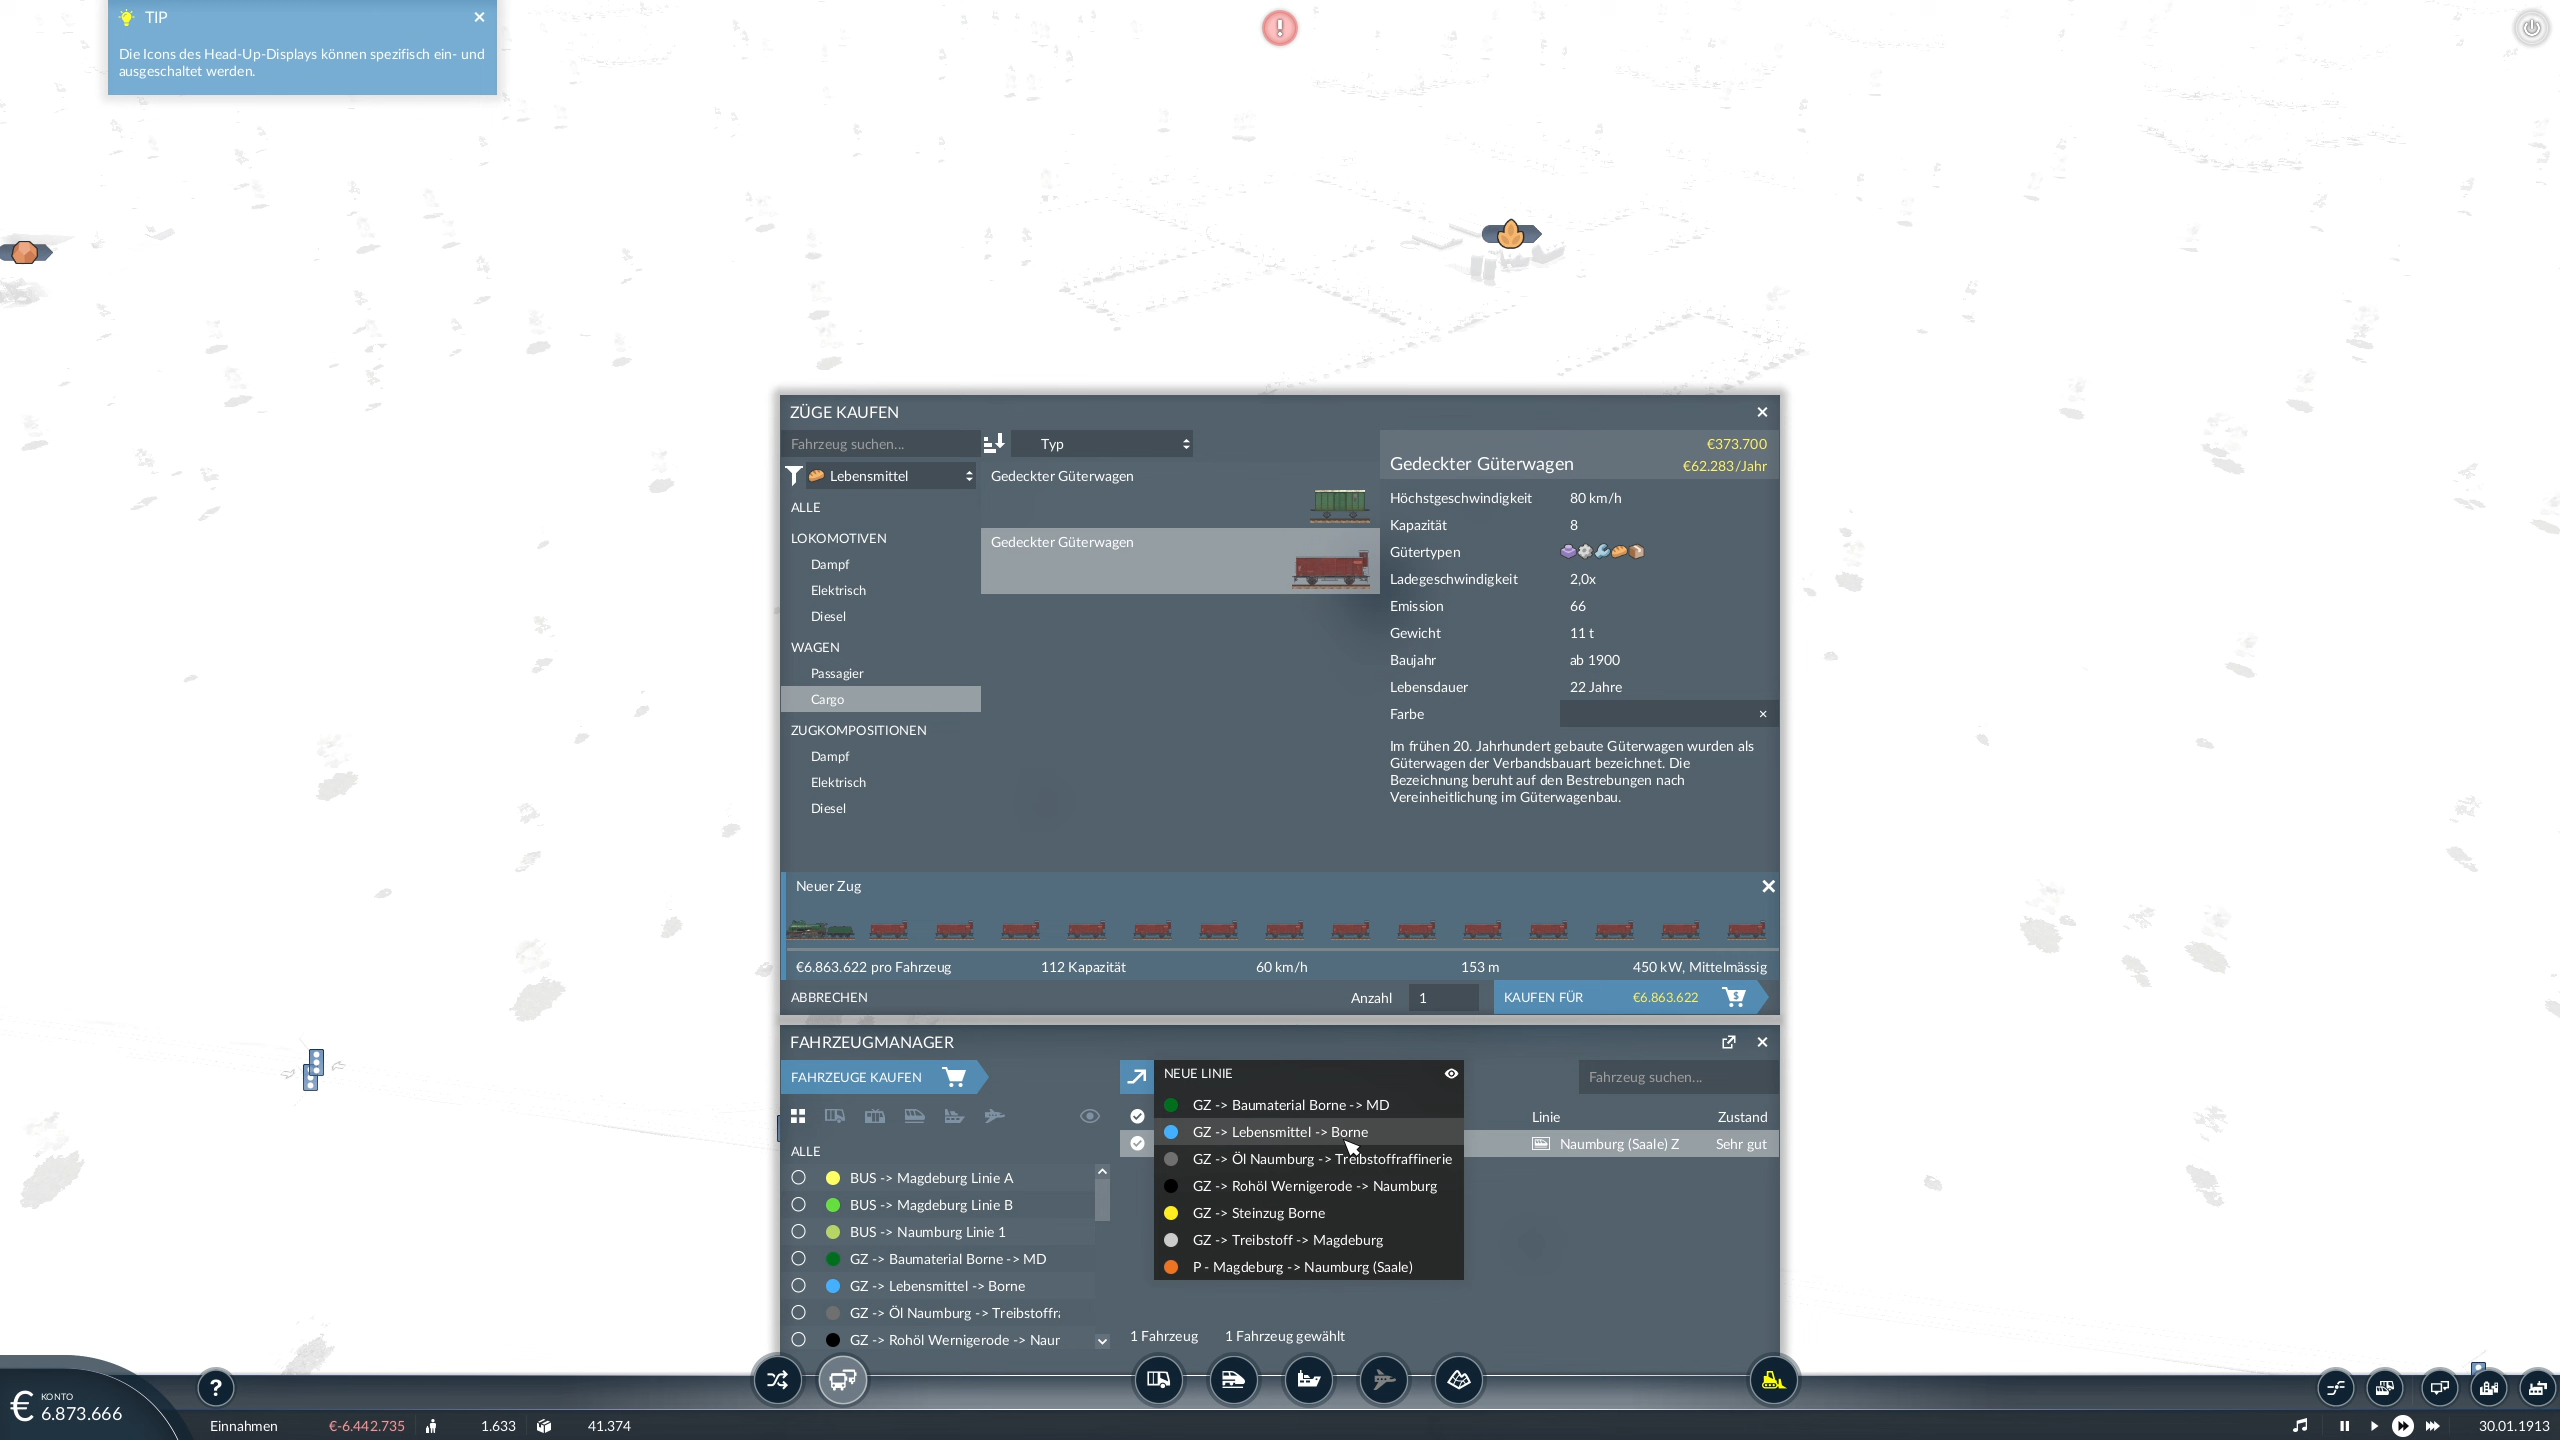 TIP
Die Icons des Head-Up-Displays können spezifisch ein- und
ausgeschaltet werden.
ZÜGE KAUFEN
Fahrzeug suchen...
Typ
Lebensmittel
ALLE
LOKOMOTIVEN
Dampf
Elektrisch
Diesel
WAGEN
Passagier
Cargo
ZUGKOMPOSITIONEN
Dampf
Elektrisch
Diesel
Gedeckter Güterwagen
Gedeckter Güterwagen
€373.700
Gedeckter Güterwagen €62.283/Jahr
Höchstgeschwindigkeit 80 km/h
Kapazität 8
Gütertypen
Ladegeschwindigkeit 2,0x
Emission 66
Gewicht 11 t
Baujahr ab 1900
Lebensdauer 22 Jahre
Farbe
Im frühen 20. Jahrhundert gebaute Güterwagen wurden als
Güterwagen der Verbandsbauart bezeichnet. Die
Bezeichnung beruht auf den Bestrebungen nach
Vereinheitlichung im Güterwagenbau.
Neuer Zug
€6.863.622 pro Fahrzeug 112 Kapazität 60 km/h 153 m 450 kW, Mittelmässig
ABBRECHEN Anzahl 1 KAUFEN FÜR €6.863.622
FAHRZEUGMANAGER
FAHRZEUGE KAUFEN
ALLE
BUS -> Magdeburg Linie A
BUS -> Magdeburg Linie B
BUS -> Naumburg Linie 1
GZ -> Baumaterial Borne -> MD
GZ -> Lebensmittel -> Borne
GZ -> Öl Naumburg -> Treibstoffra
GZ -> Rohöl Wernigerode -> Naur
NEUE LINIE
GZ -> Baumaterial Borne -> MD
GZ -> Lebensmittel -> Borne
GZ -> Öl Naumburg -> Treibstoffraffinerie
GZ -> Rohöl Wernigerode -> Naumburg
GZ -> Steinzug Borne
GZ -> Treibstoff -> Magdeburg
P - Magdeburg -> Naumburg (Saale)
Fahrzeug suchen...
Linie Zustand
Naumburg (Saale) Z Sehr gut
1 Fahrzeug 1 Fahrzeug gewählt
KONTO
€ 6.873.666
Einnahmen €-6.442.735 1.633 41.374
30.01.1913